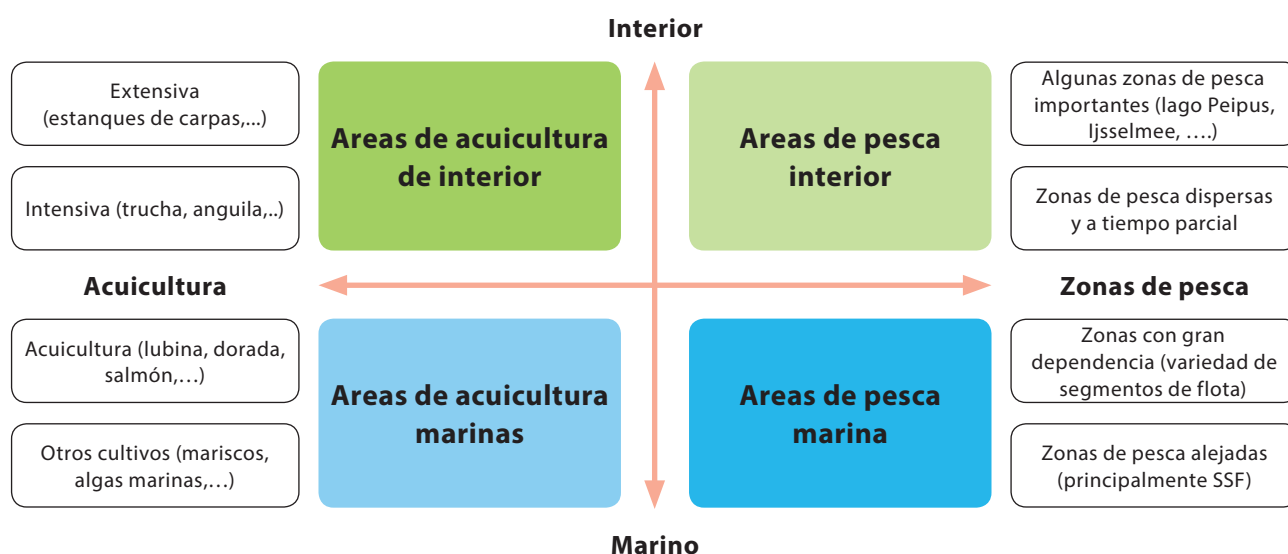 Interior
Extensiva
(estanques de carpas,...)
Intensiva (trucha, anguila,..)
Areas de acuicultura
de interior
Areas de pesca
interior
Algunas zonas de pesca
importantes (lago Peipus,
Ijsselmee, ....)
Zonas de pesca dispersas
y a tiempo parcial
Acuicultura
Zonas de pesca
Acuicultura (lubina, dorada,
salmón,...)
Otros cultivos (mariscos,
algas marinas,...)
Areas de acuicultura
marinas
Areas de pesca
marina
Zonas con gran
dependencia (variedad de
segmentos de flota)
Zonas de pesca alejadas
(principalmente SSF)
Marino